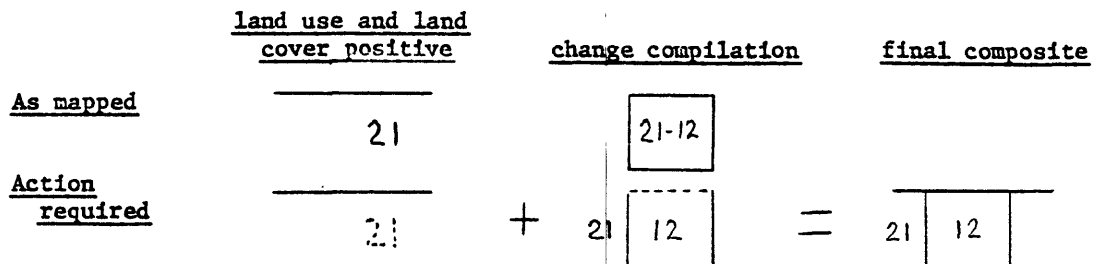 land use and land
cover positive
change compilation
final composite
As mapped
21
21-12
Action
required
21
+
21
12
=
21
12